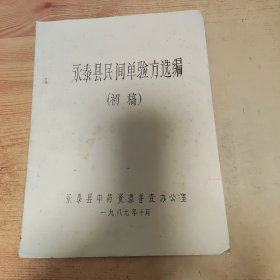 永泰县民间单验方选编
(初稿)
永泰县中药资源普查办公室
一九八七年十月